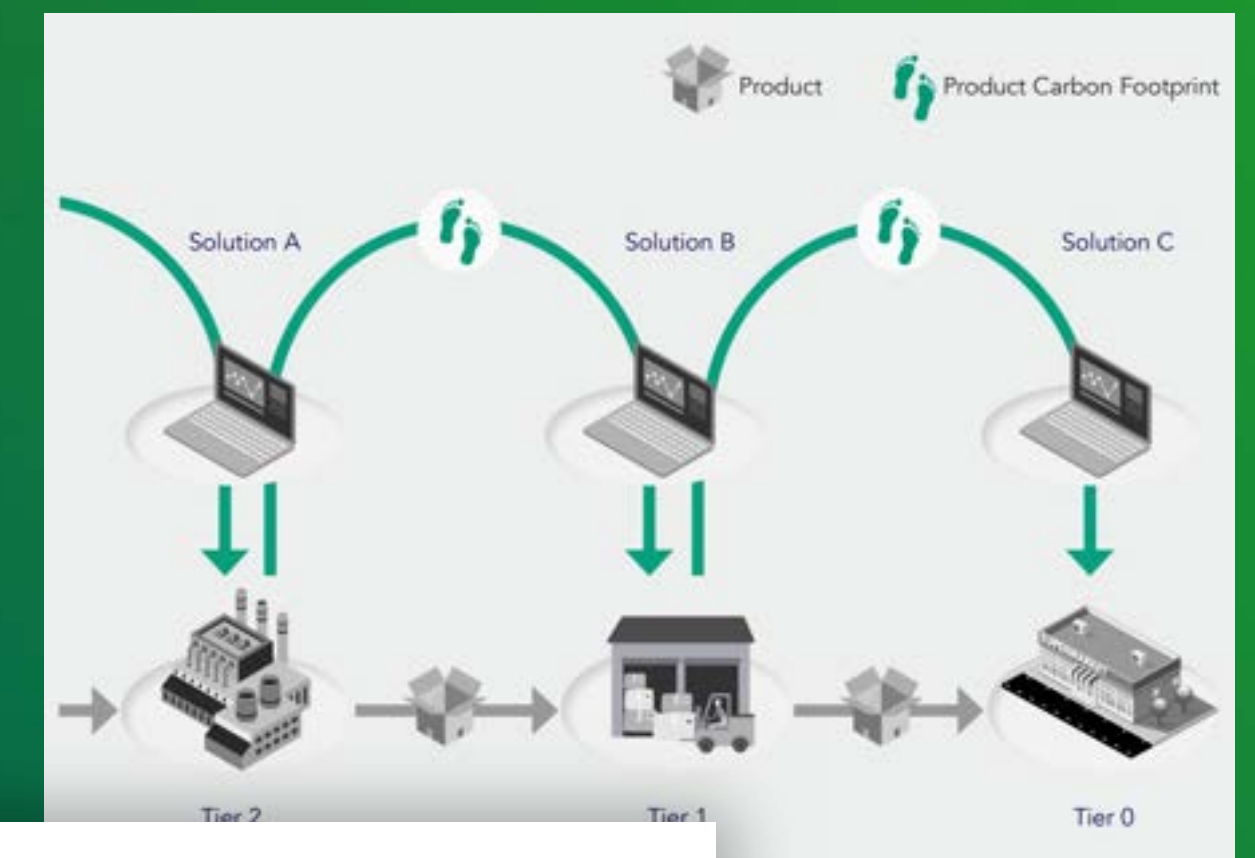 Product
Product Carbon Footprint
Solution A
Solution B
Solution C
Tier 2
Tier 1
Tier 0